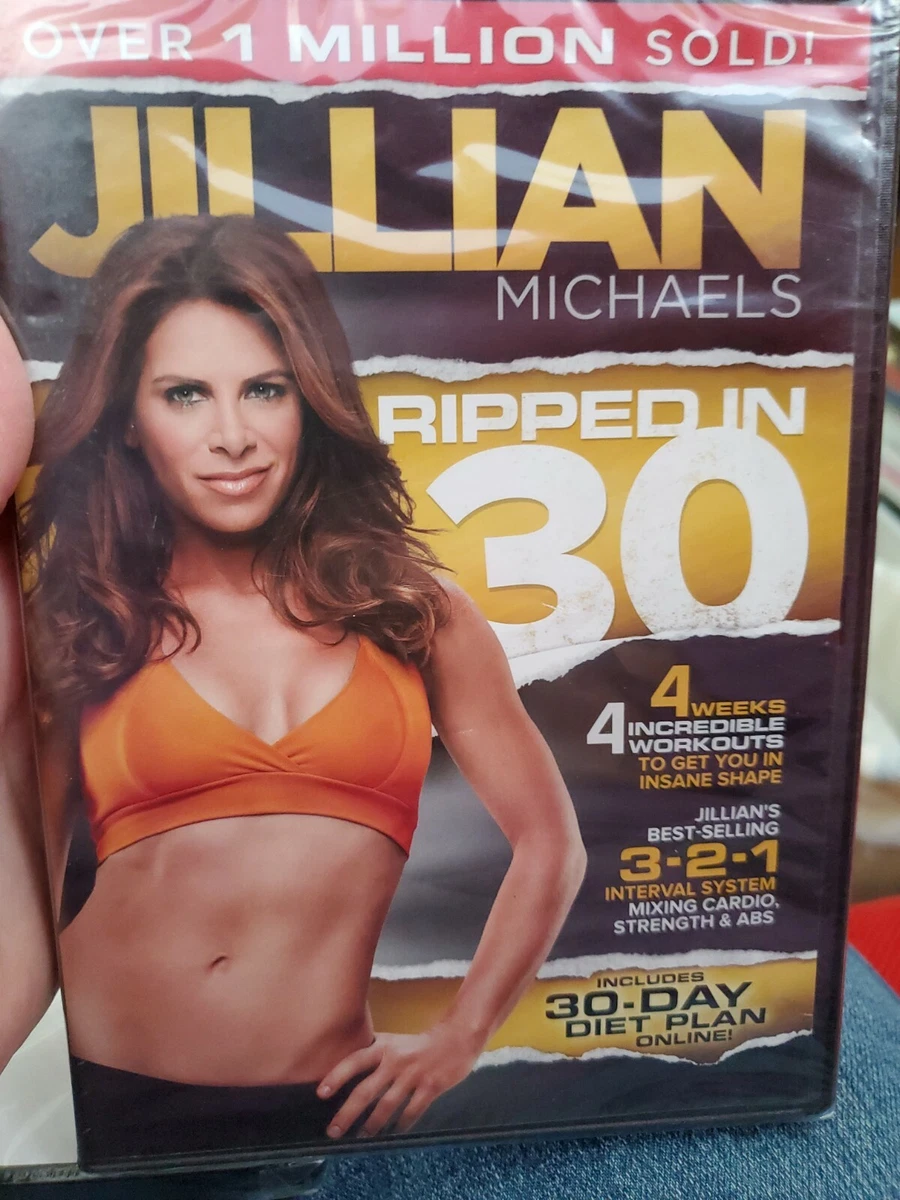 OVER 1 MILLION SOLD!
JILLIAN
MICHAELS
RIPPED IN
30
4 WEEKS
4 INCREDIBLE
WORKOUTS
TO GET YOU IN
INSANE SHAPE
JILLIAN'S
BEST-SELLING
3-2-1
INTERVAL SYSTEM
MIXING CARDIO,
STRENGTH & ABS
INCLUDES
30-DAY
DIET PLAN
ONLINE!